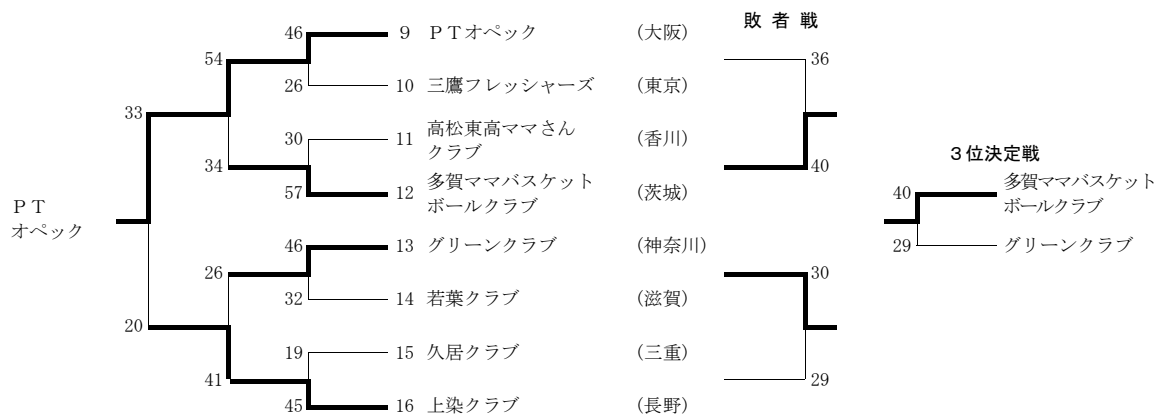 敗 者 戦
46 9 ＰＴオペック （大阪）
54 36
26 10 三鷹フレッシャーズ （東京）
33
30 11 高松東高ママさん
クラブ （香川）
34 40
３位決定戦
57 12 多賀ママバスケット
ボールクラブ （茨城）
40 多賀ママバスケット
ボールクラブ
ＰＴ
オペック
46 13 グリーンクラブ （神奈川）
29 グリーンクラブ
26 30
32 14 若葉クラブ （滋賀）
20
19 15 久居クラブ （三重）
41 29
45 16 上染クラブ （長野）